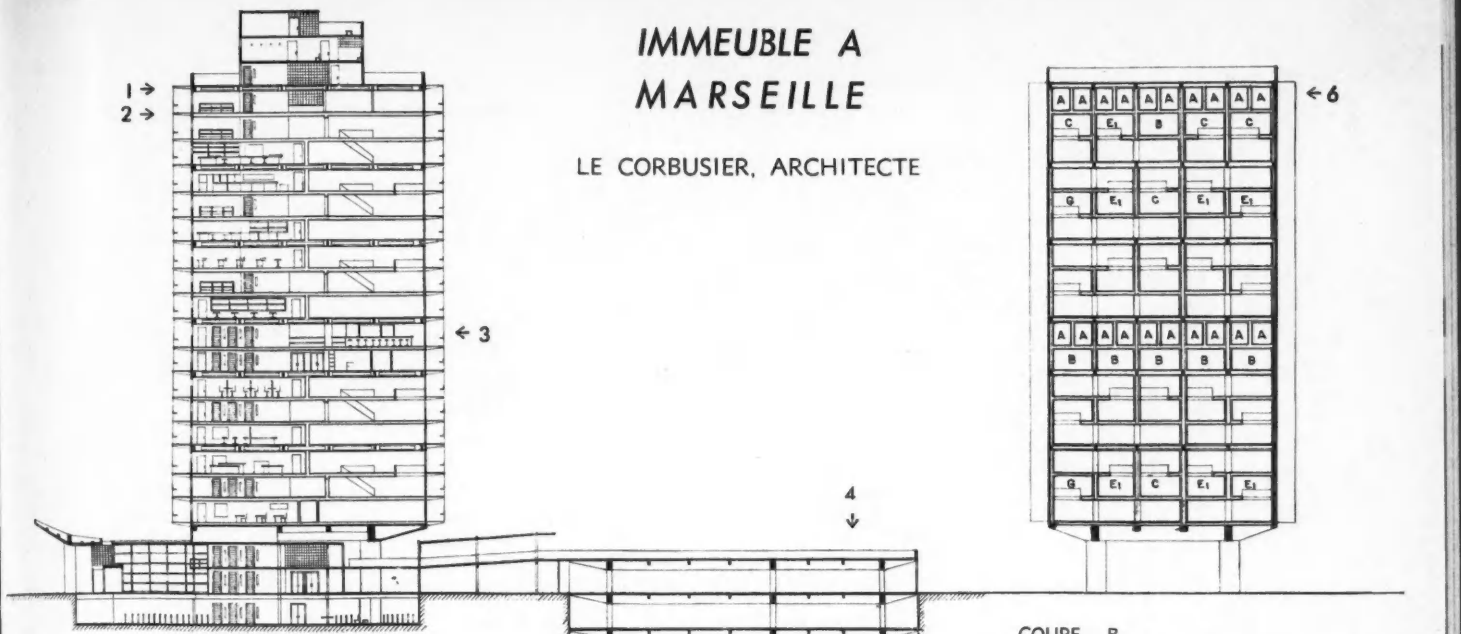 IMMEUBLE A
MARSEILLE
LE CORBUSIER, ARCHITECTE
1 →
2 →
← 3
4
↓
← 6
A A A A A A A A A A
C E1 B C C
G E1 C E1 E1
A A A A A A A A A A
B B B B B
G E1 C E1 E1
COUPE B